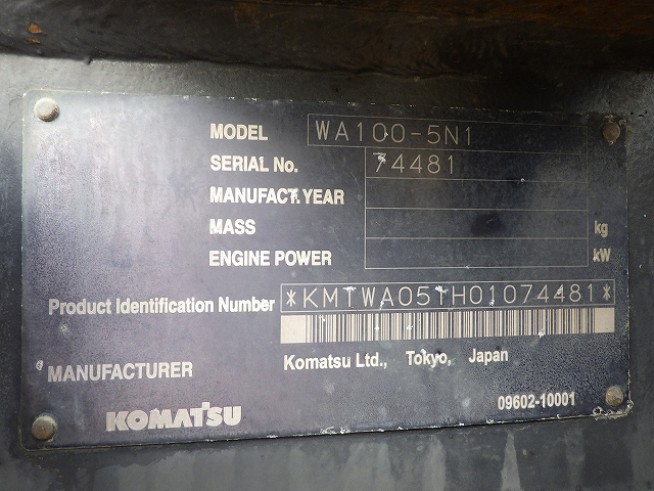 MODEL WA100-5N1
SERIAL No. 74481
MANUFACT. YEAR
MASS kg
ENGINE POWER kW
Product Identification Number *KMTWA051H01074481*
MANUFACTURER Komatsu Ltd., Tokyo, Japan
KOMATSU 09602-10001